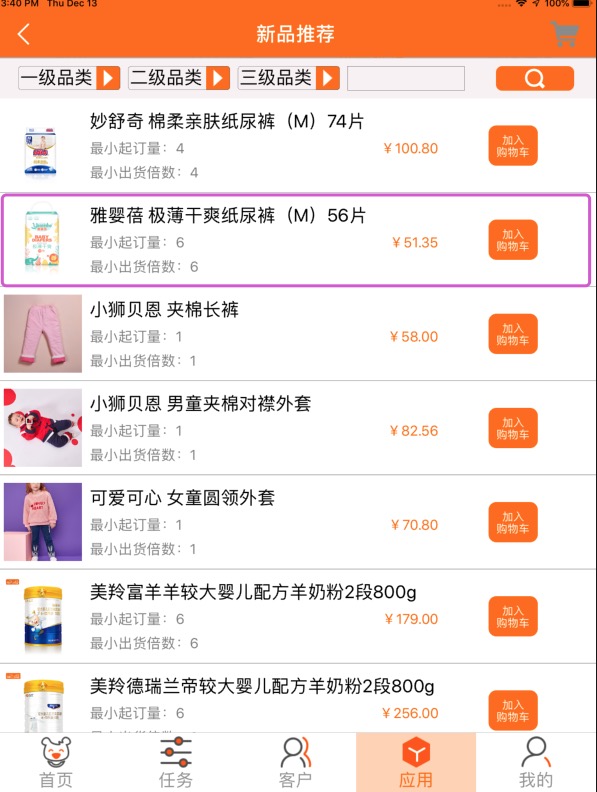 3:40 PM Thu Dec 13 100%
新品推荐
一级品类 二级品类 三级品类
妙舒奇 棉柔亲肤纸尿裤（M）74片
最小起订量：4
¥100.80
加入
购物车
最小出货倍数：4
雅婴蓓 极薄干爽纸尿裤（M）56片
最小起订量：6
¥51.35
加入
购物车
最小出货倍数：6
小狮贝恩 夹棉长裤
最小起订量：1
¥58.00
加入
购物车
最小出货倍数：1
小狮贝恩 男童夹棉对襟外套
最小起订量：1
¥82.56
加入
购物车
最小出货倍数：1
可爱可心 女童圆领外套
最小起订量：1
¥70.80
加入
购物车
最小出货倍数：1
美羚富羊羊较大婴儿配方羊奶粉2段800g
最小起订量：6
¥179.00
加入
购物车
最小出货倍数：6
美羚德瑞兰帝较大婴儿配方羊奶粉2段800g
最小起订量：6
¥256.00
加入
购物车
最小出货倍数：6
首页 任务 客户 应用 我的